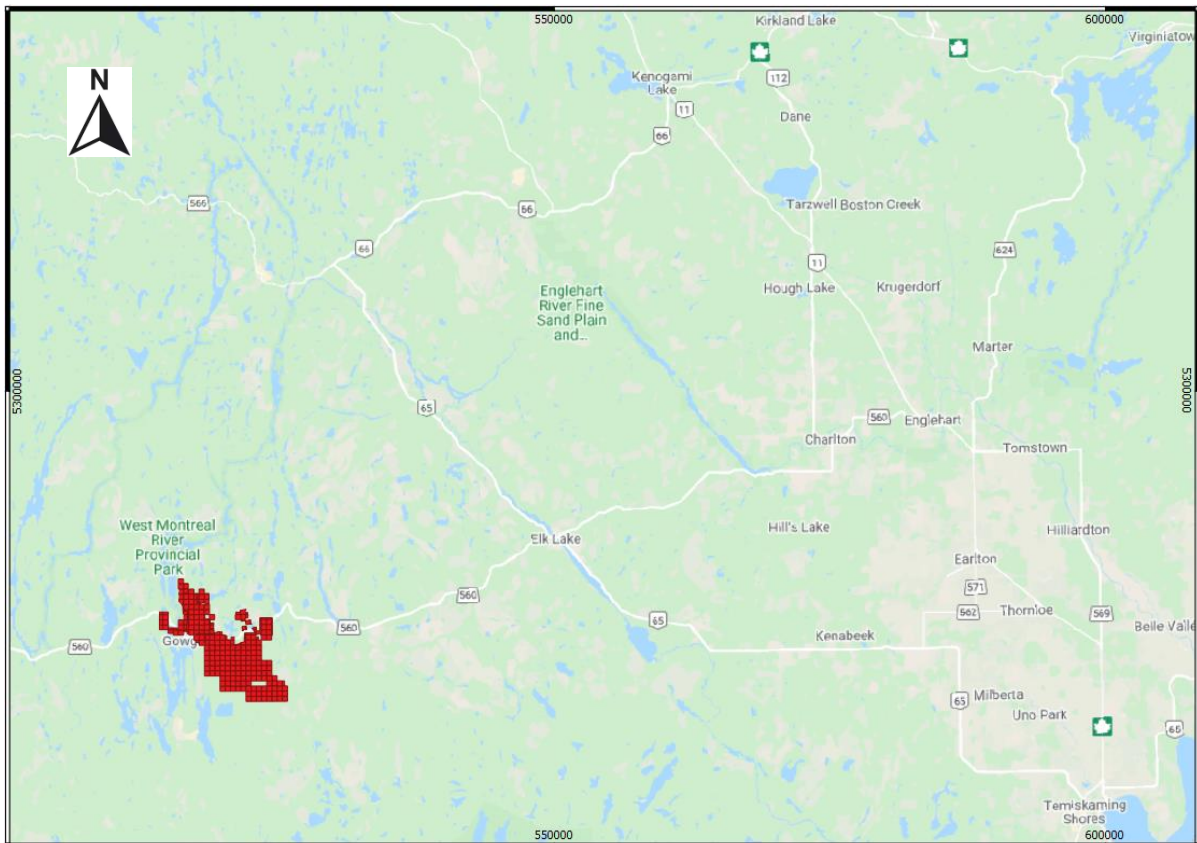 550000
600000
Kirkland Lake
Virginiatow
N
Kenogami
Lake
112
11
Dane
66
566
66
Tarzwell Boston Creek
66
624
11
Englehart
River Fine
Sand Plain
and...
Hough Lake
Krugerdorf
Marter
5300000
5300000
65
560
Englehart
Charlton
Tomstown
West Montreal
River
Provincial
Park
Elk Lake
Hill's Lake
Hilliardton
Earlton
571
560
562
Thornloe
569
560
65
Belle Valle
560
Gowg
Kenabeek
65
Milberta
Uno Park
65
Temiskaming
Shores
550000
600000